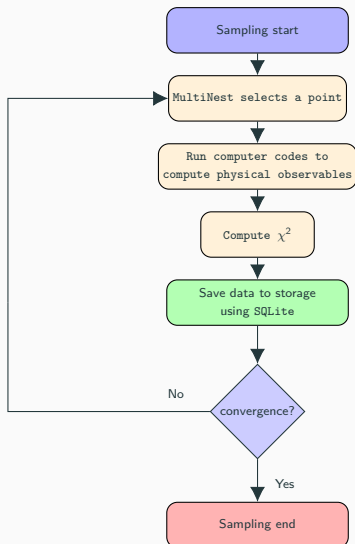 Sampling start
MultiNest selects a point
Run computer codes to
compute physical observables
Compute χ²
Save data to storage
using SQLite
convergence?
No
Yes
Sampling end